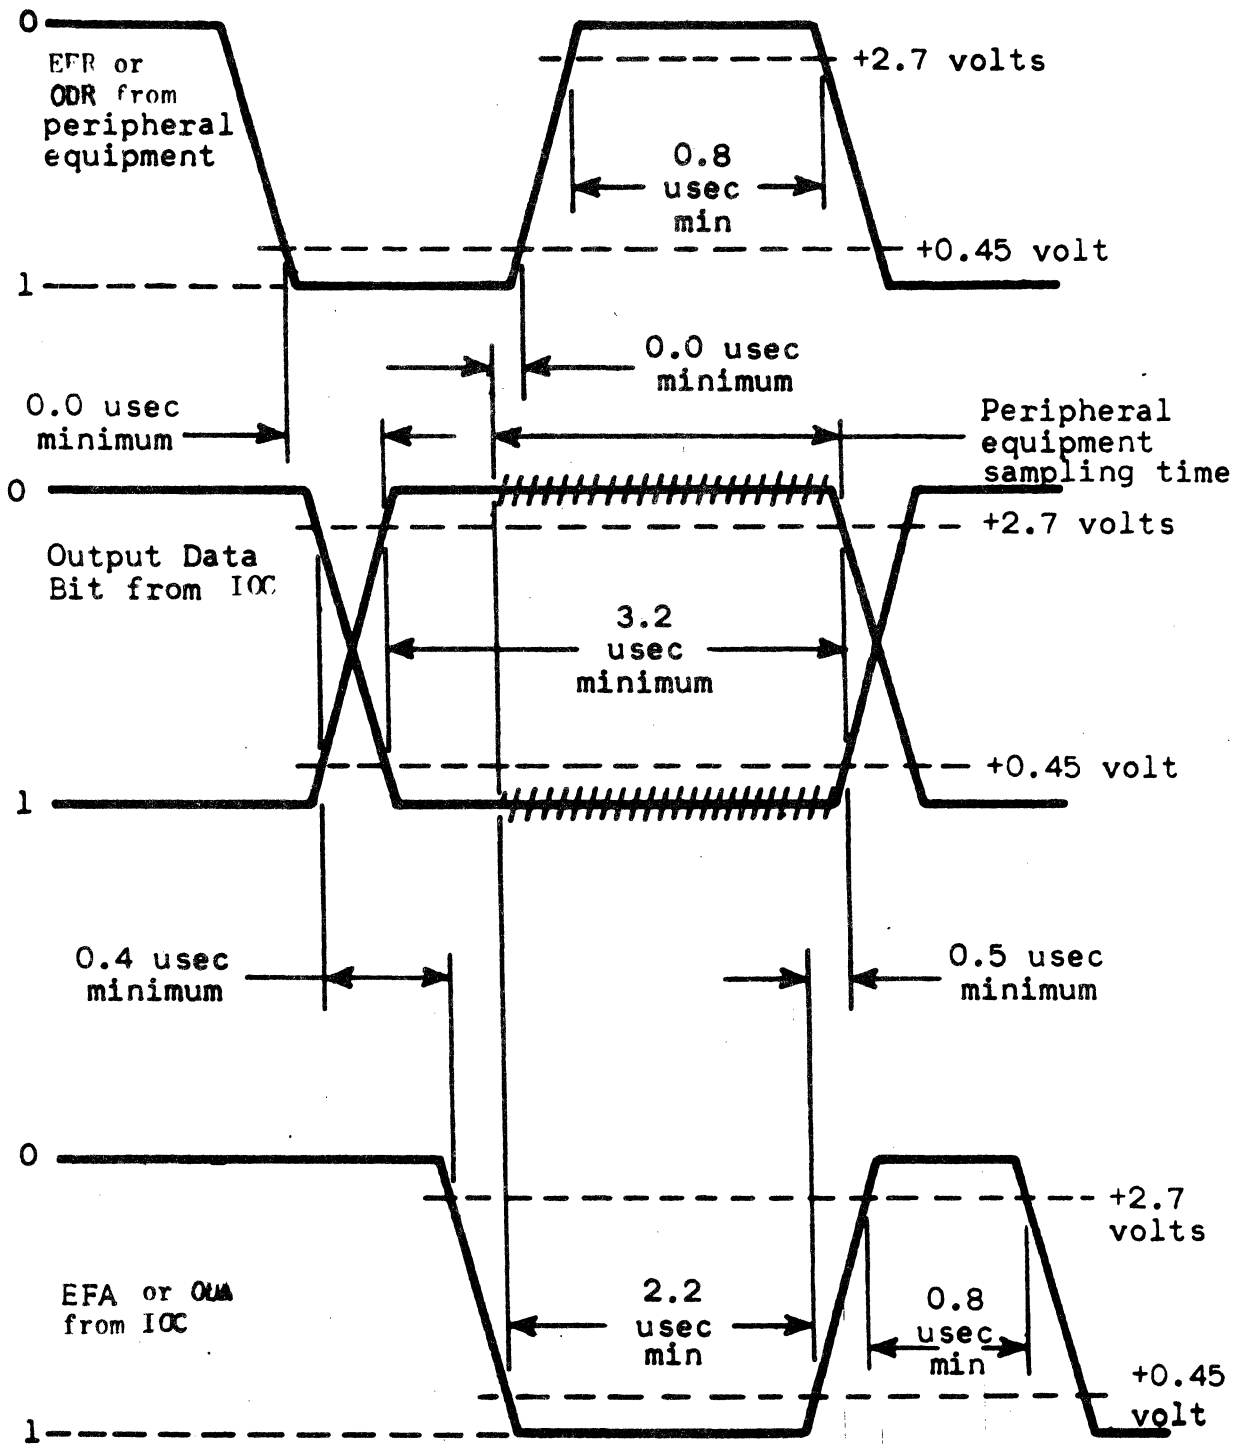 0
EFR or
ODR from
peripheral
equipment
+2.7 volts
0.8
usec
min
+0.45 volt
1
0.0 usec
minimum
0.0 usec
minimum
Peripheral
equipment
sampling time
0
+2.7 volts
Output Data
Bit from IOC
3.2
usec
minimum
+0.45 volt
1
0.4 usec
minimum
0.5 usec
minimum
0
+2.7
volts
EFA or OUA
from IOC
2.2
usec
min
0.8
usec
min
+0.45
volt
1